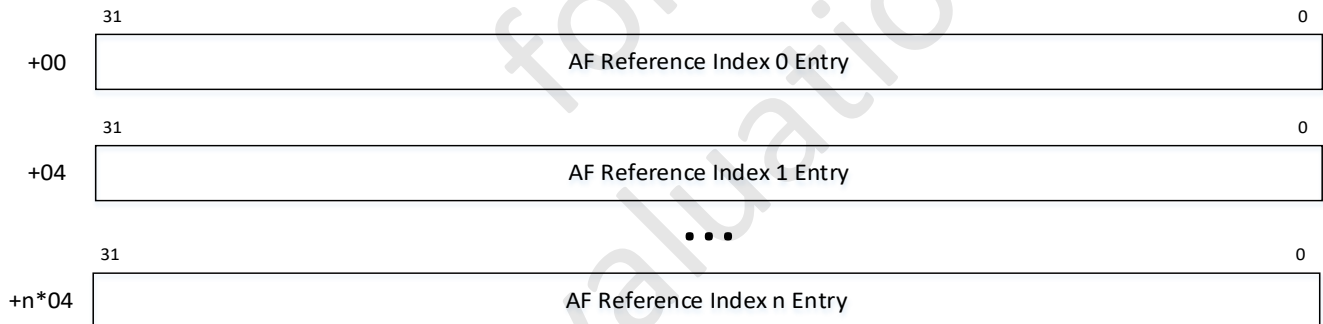 31 0
+00 AF Reference Index 0 Entry
31 0
+04 AF Reference Index 1 Entry
...
31 0
+n*04 AF Reference Index n Entry